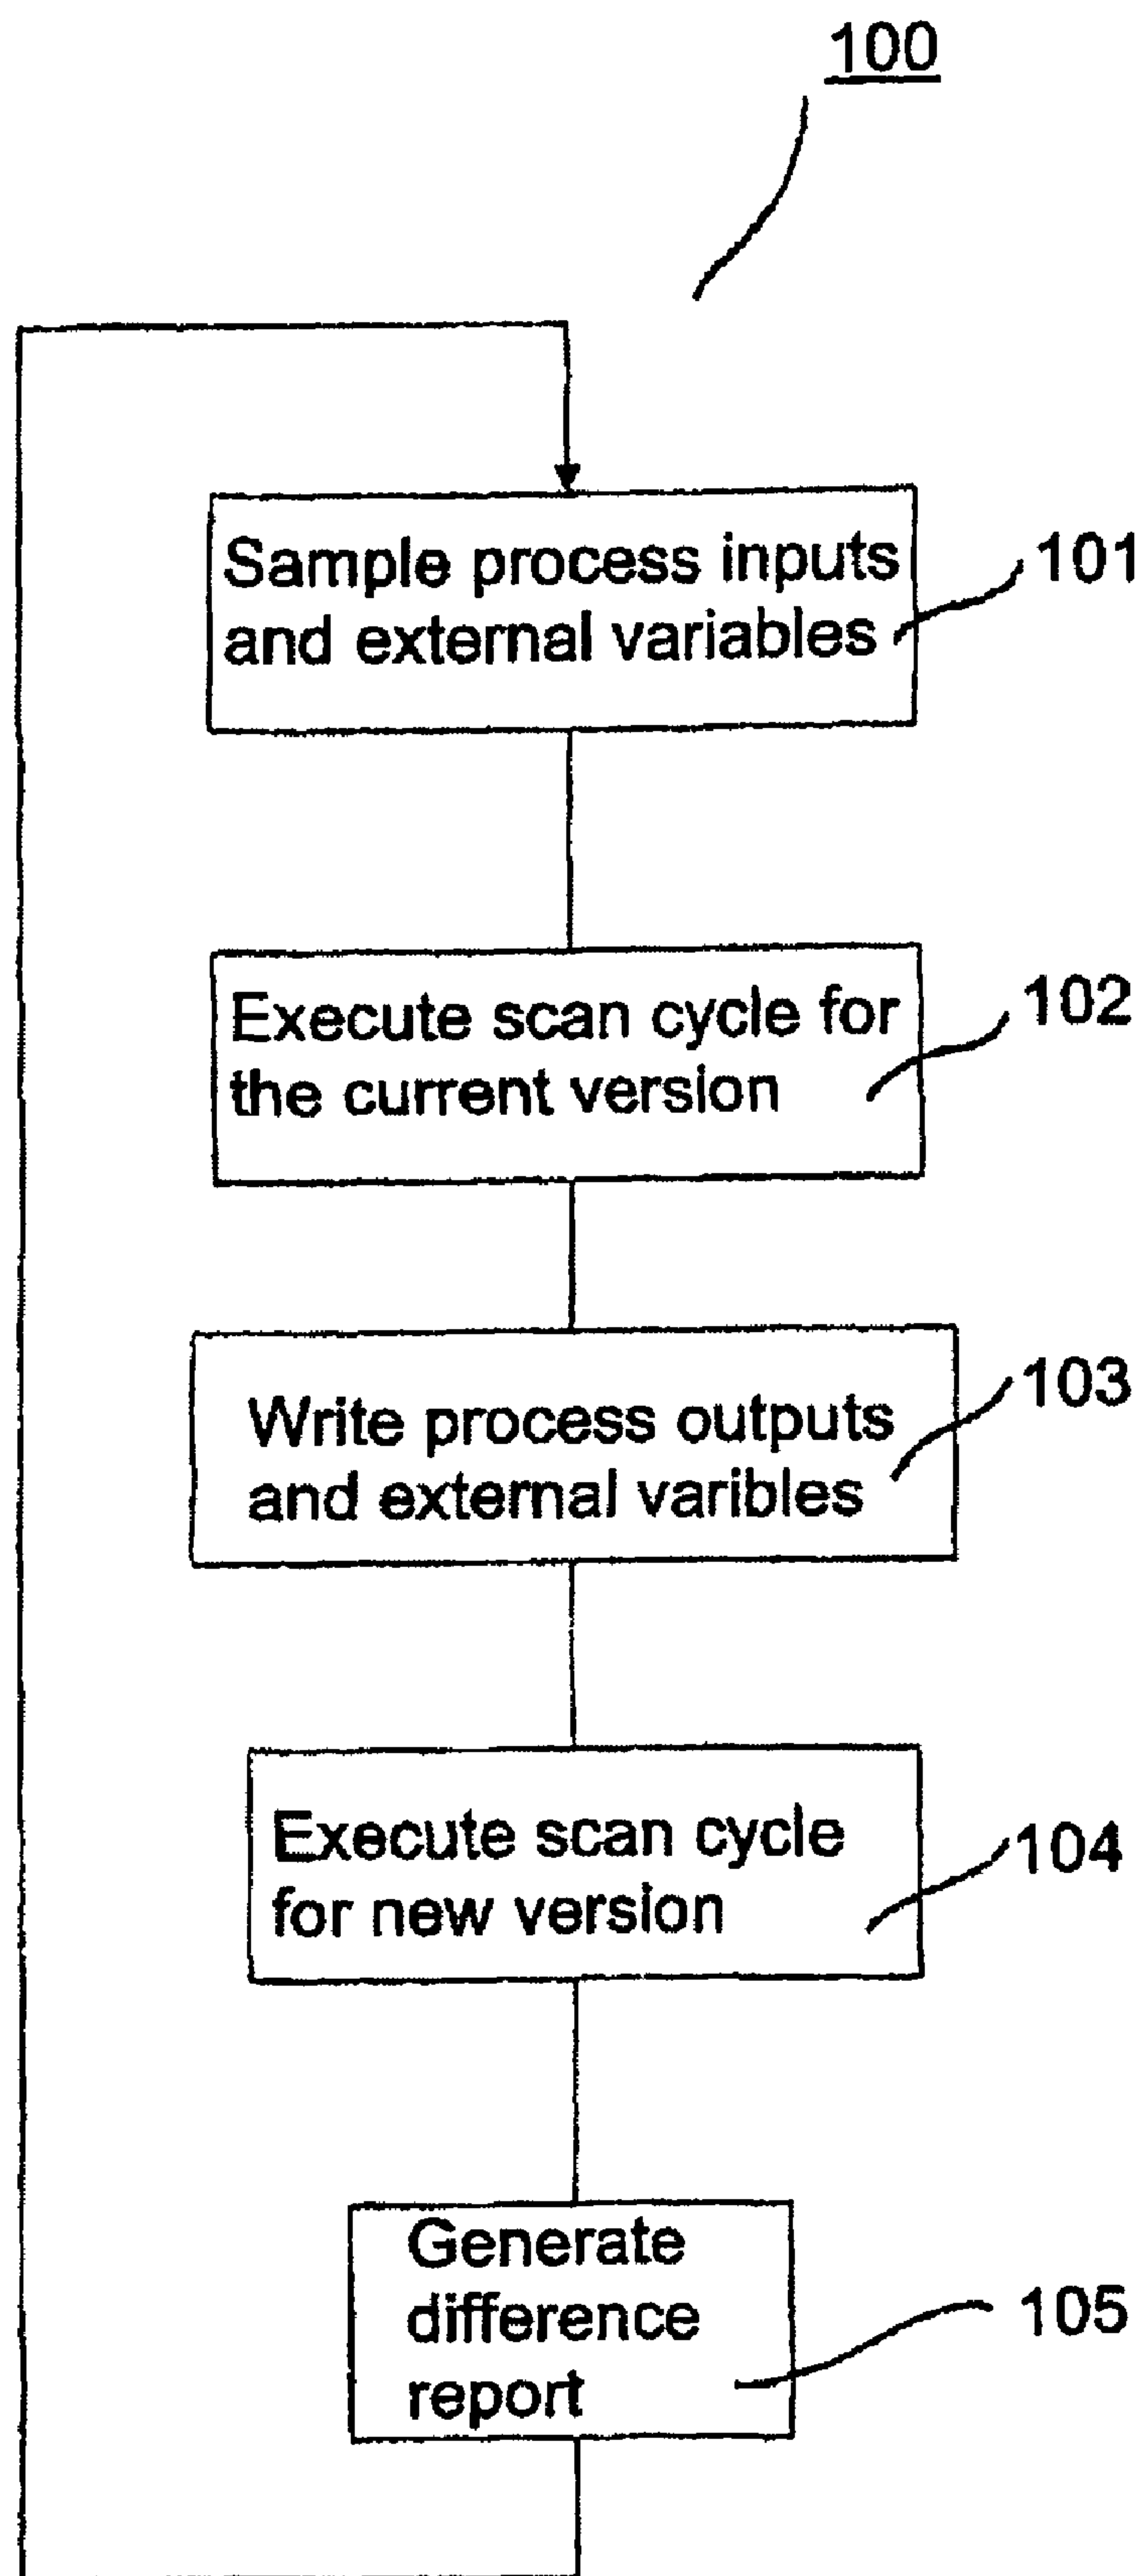 100
Sample process inputs
and external variables
101
Execute scan cycle for
the current version
102
Write process outputs
and external varibles
103
Execute scan cycle
for new version
104
Generate
difference
report
105